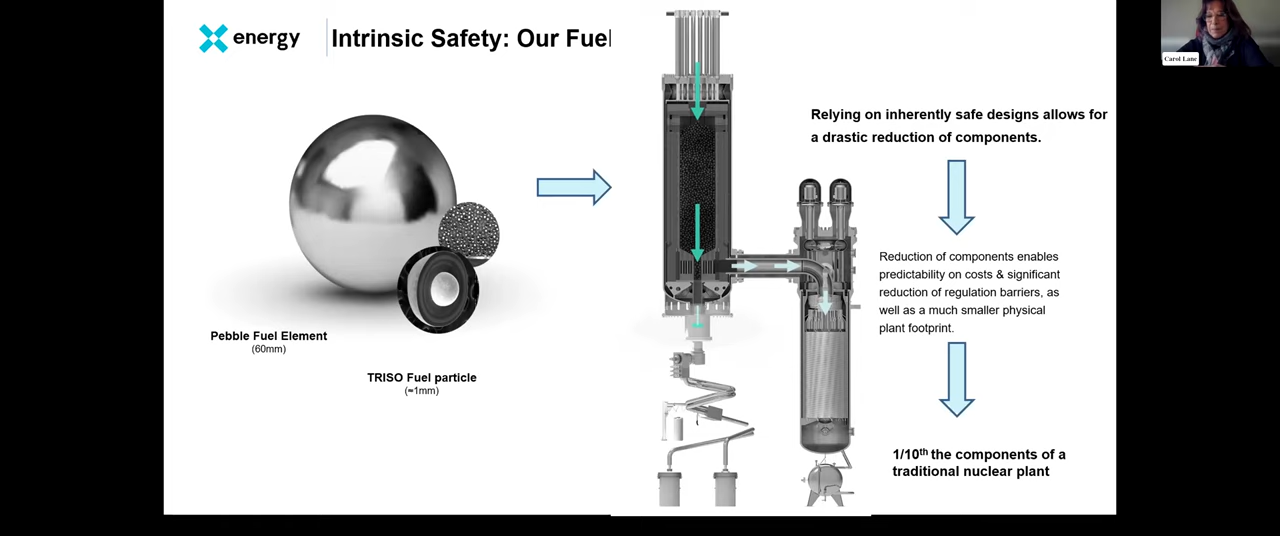 energy
Intrinsic Safety: Our Fuel
Carol Lane
Relying on inherently safe designs allows for
a drastic reduction of components.
Reduction of components enables
predictability on costs & significant
reduction of regulation barriers, as
well as a much smaller physical
plant footprint.
Pebble Fuel Element
(60mm)
TRISO Fuel particle
(≈1mm)
1/10th the components of a
traditional nuclear plant